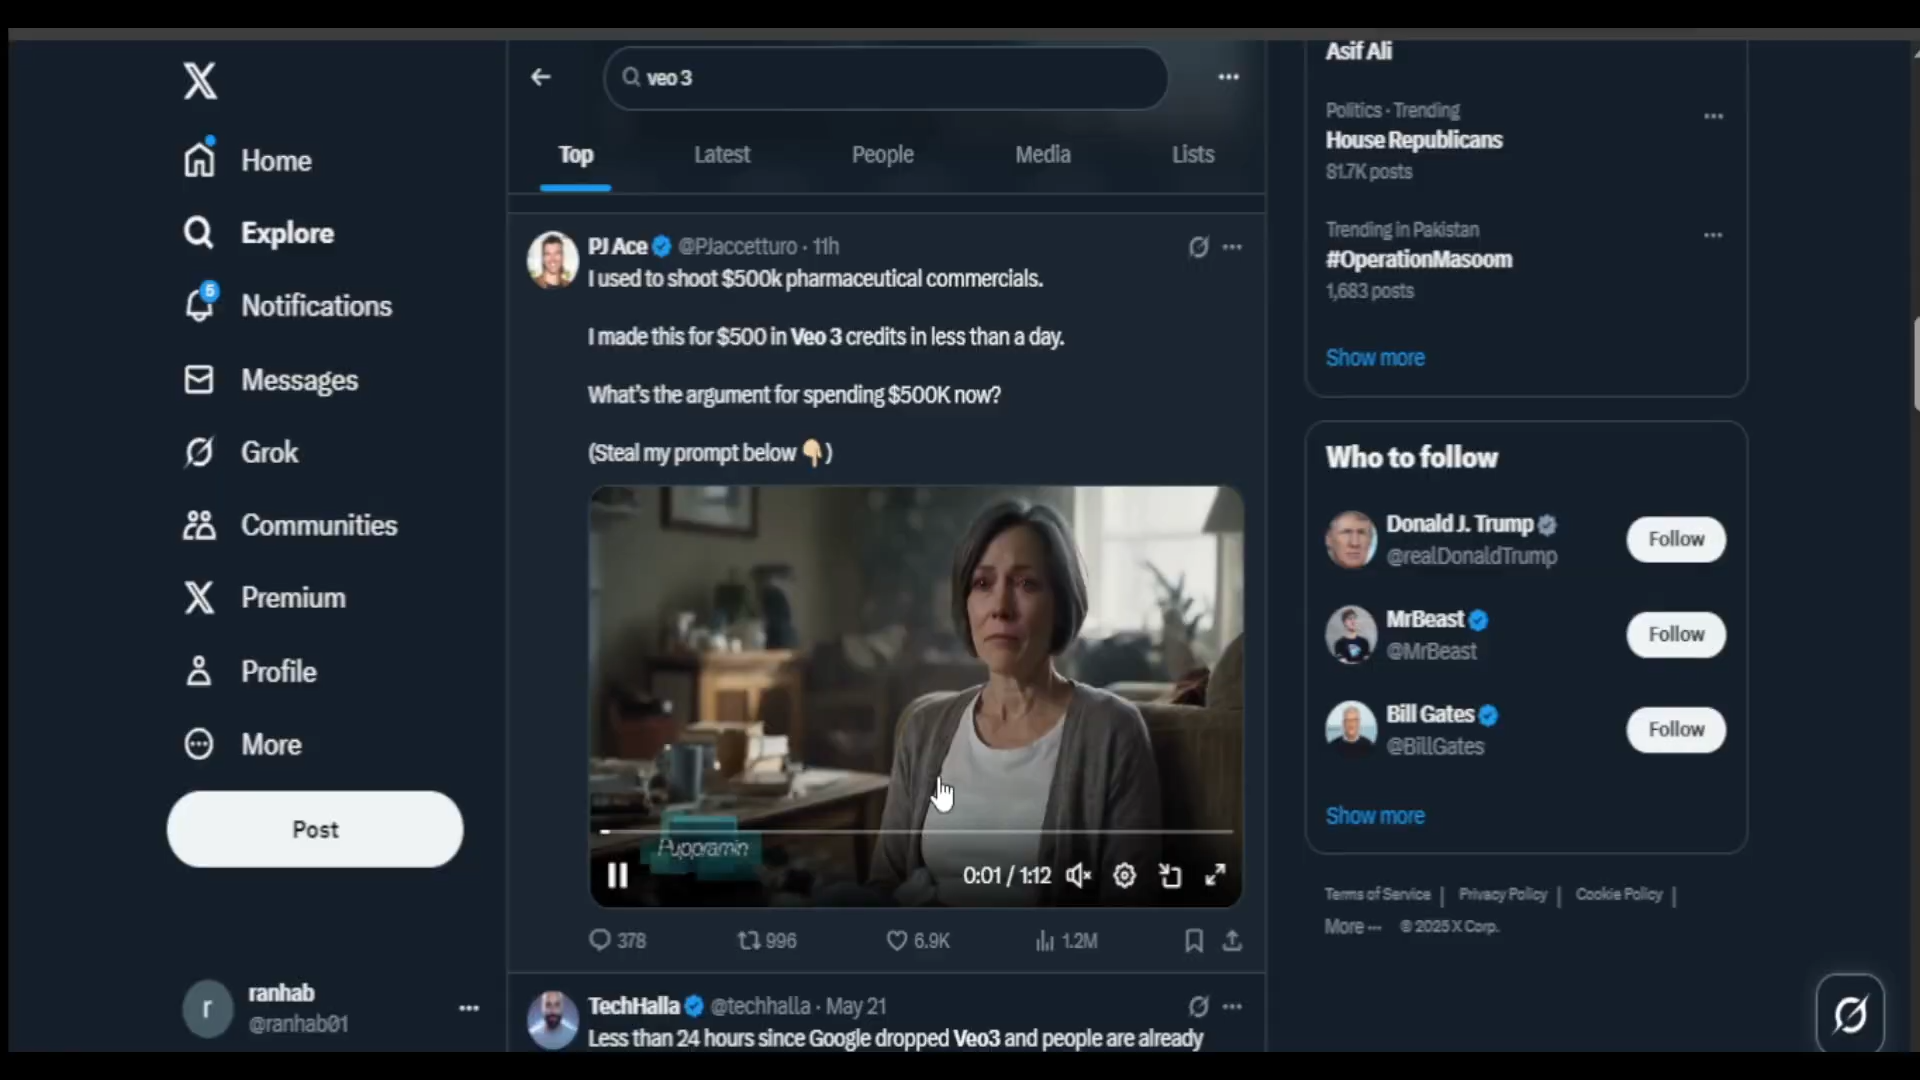 Home
Explore
5
Notifications
Messages
Grok
Communities
Premium
Profile
More
Post
r
ranhab
@ranhab01
veo 3
Top
Latest
People
Media
Lists
PJ Ace @PJaccetturo · 11h
I used to shoot $500k pharmaceutical commercials.
I made this for $500 in Veo 3 credits in less than a day.
What's the argument for spending $500K now?
(Steal my prompt below 👇🏼)
Puppramin
0:01 / 1:12
378
996
6.9K
1.2M
TechHalla @techhalla · May 21
Less than 24 hours since Google dropped Veo3 and people are already
Asif Ali
Politics · Trending
House Republicans
81.7K posts
Trending in Pakistan
#OperationMasoom
1,683 posts
Show more
Who to follow
Donald J. Trump
@realDonaldTrump
Follow
MrBeast
@MrBeast
Follow
Bill Gates
@BillGates
Follow
Show more
Terms of Service | Privacy Policy | Cookie Policy |
More ··· © 2025 X Corp.